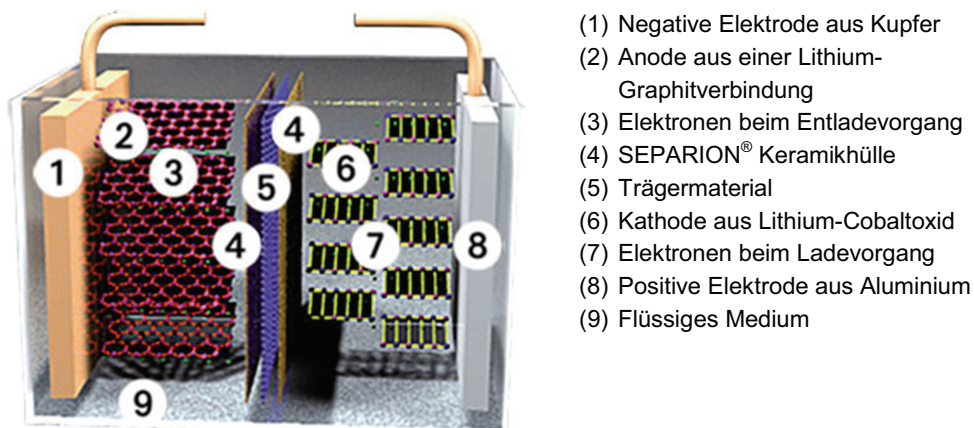 (1) Negative Elektrode aus Kupfer
(2) Anode aus einer Lithium-
Graphitverbindung
(3) Elektronen beim Entladevorgang
(4) SEPARION® Keramikhülle
(5) Trägermaterial
(6) Kathode aus Lithium-Cobaltoxid
(7) Elektronen beim Ladevorgang
(8) Positive Elektrode aus Aluminium
(9) Flüssiges Medium
1
2
3
4
5
4
6
7
8
9